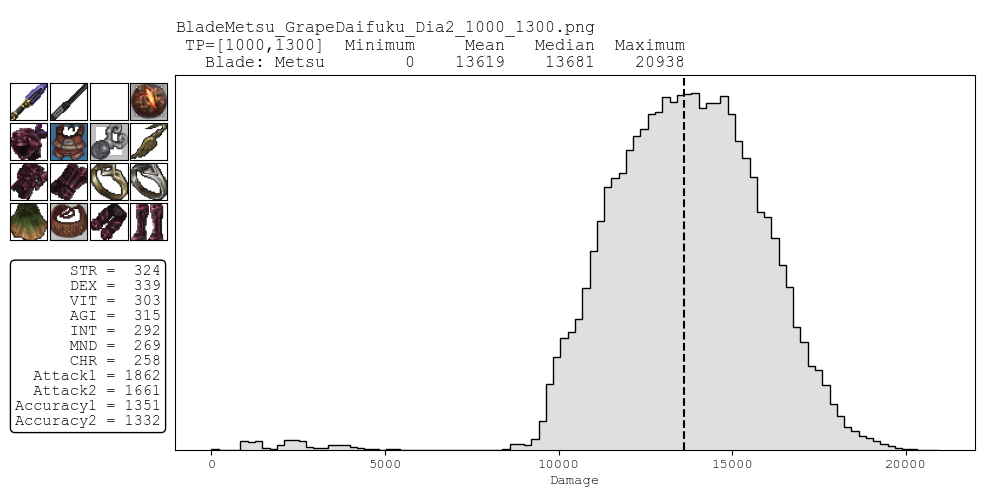 BladeMetsu_GrapeDaifuku_Dia2_1000_1300.png
TP=[1000,1300] Minimum Mean Median Maximum
Blade: Metsu 0 13619 13681 20938
STR = 324
DEX = 339
VIT = 303
AGI = 315
INT = 292
MND = 269
CHR = 258
Attack1 = 1862
Attack2 = 1661
Accuracy1 = 1351
Accuracy2 = 1332
0 5000 10000 15000 20000
Damage